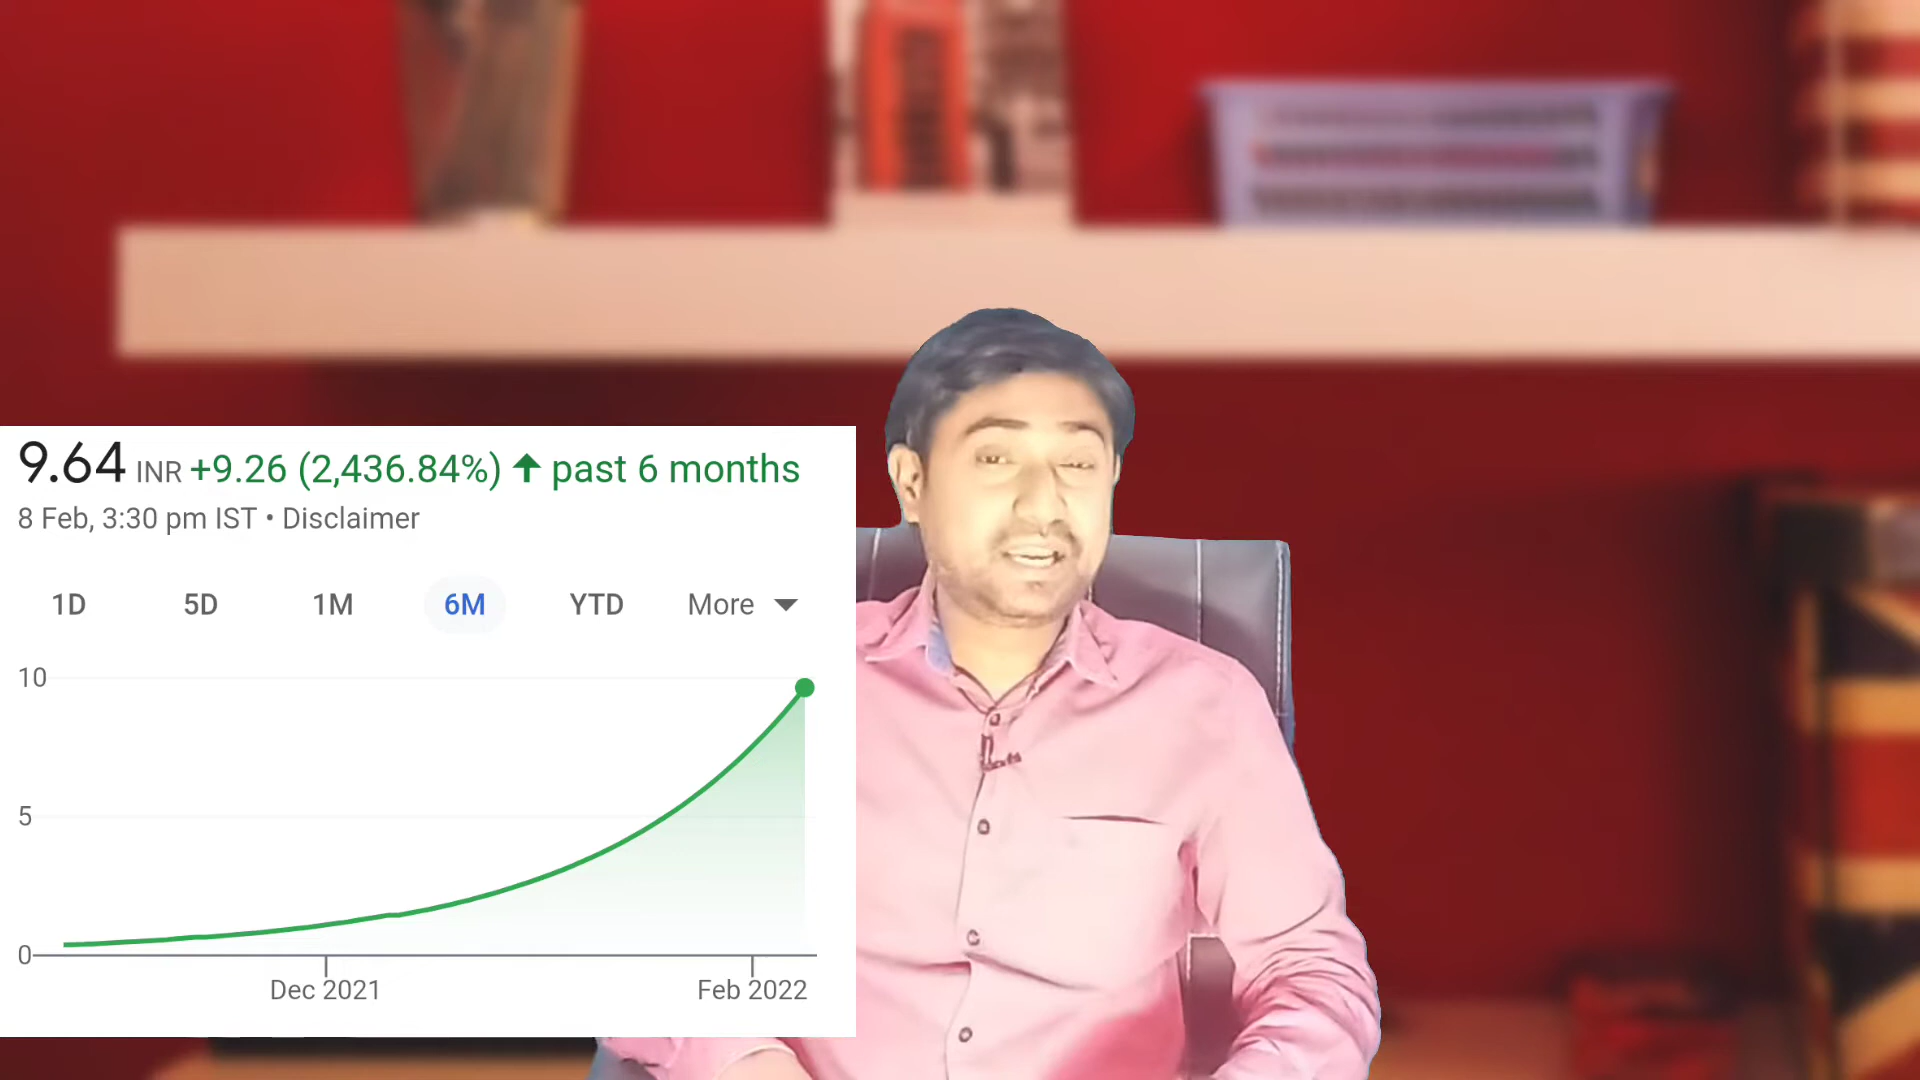 9.64 INR +9.26 (2,436.84%) ↑ past 6 months
8 Feb, 3:30 pm IST • Disclaimer
1D 5D 1M 6M YTD More
10
5
0
Dec 2021 Feb 2022